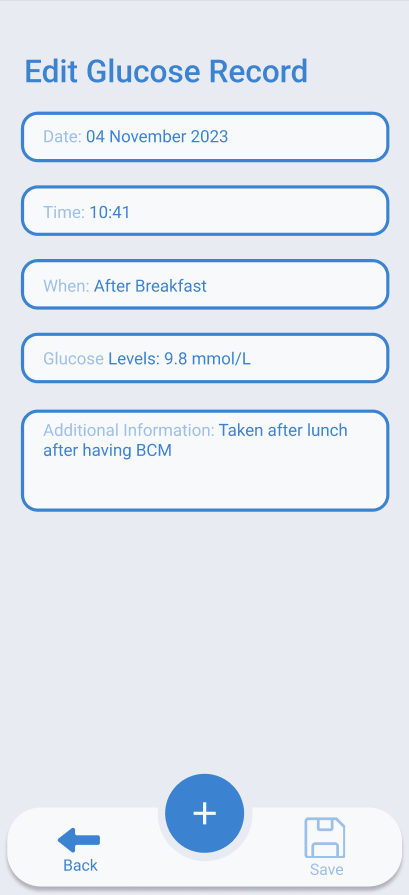 Edit Glucose Record
Date: 04 November 2023
Time: 10:41
When: After Breakfast
Glucose Levels: 9.8 mmol/L
Additional Information: Taken after lunch
after having BCM
+
Back
Save